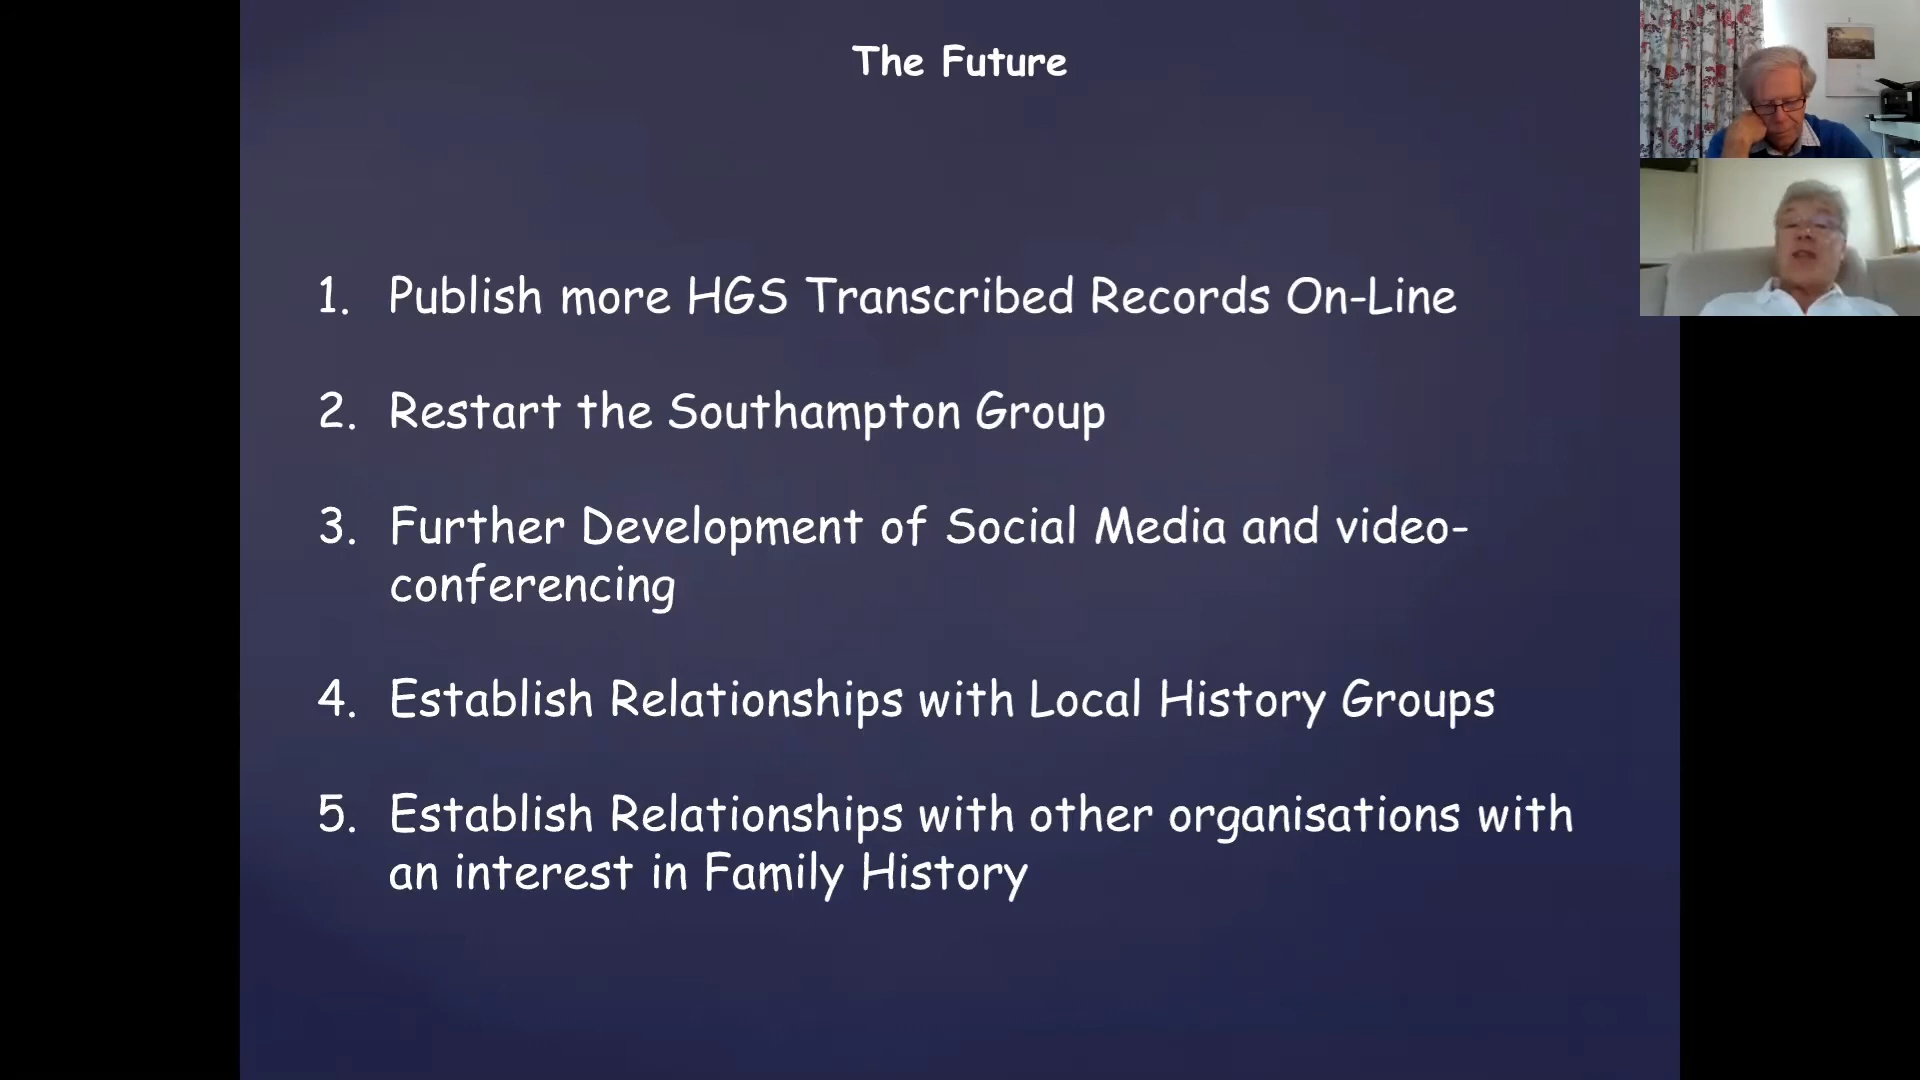 The Future
1. Publish more HGS Transcribed Records On-Line
2. Restart the Southampton Group
3. Further Development of Social Media and video-
conferencing
4. Establish Relationships with Local History Groups
5. Establish Relationships with other organisations with
an interest in Family History